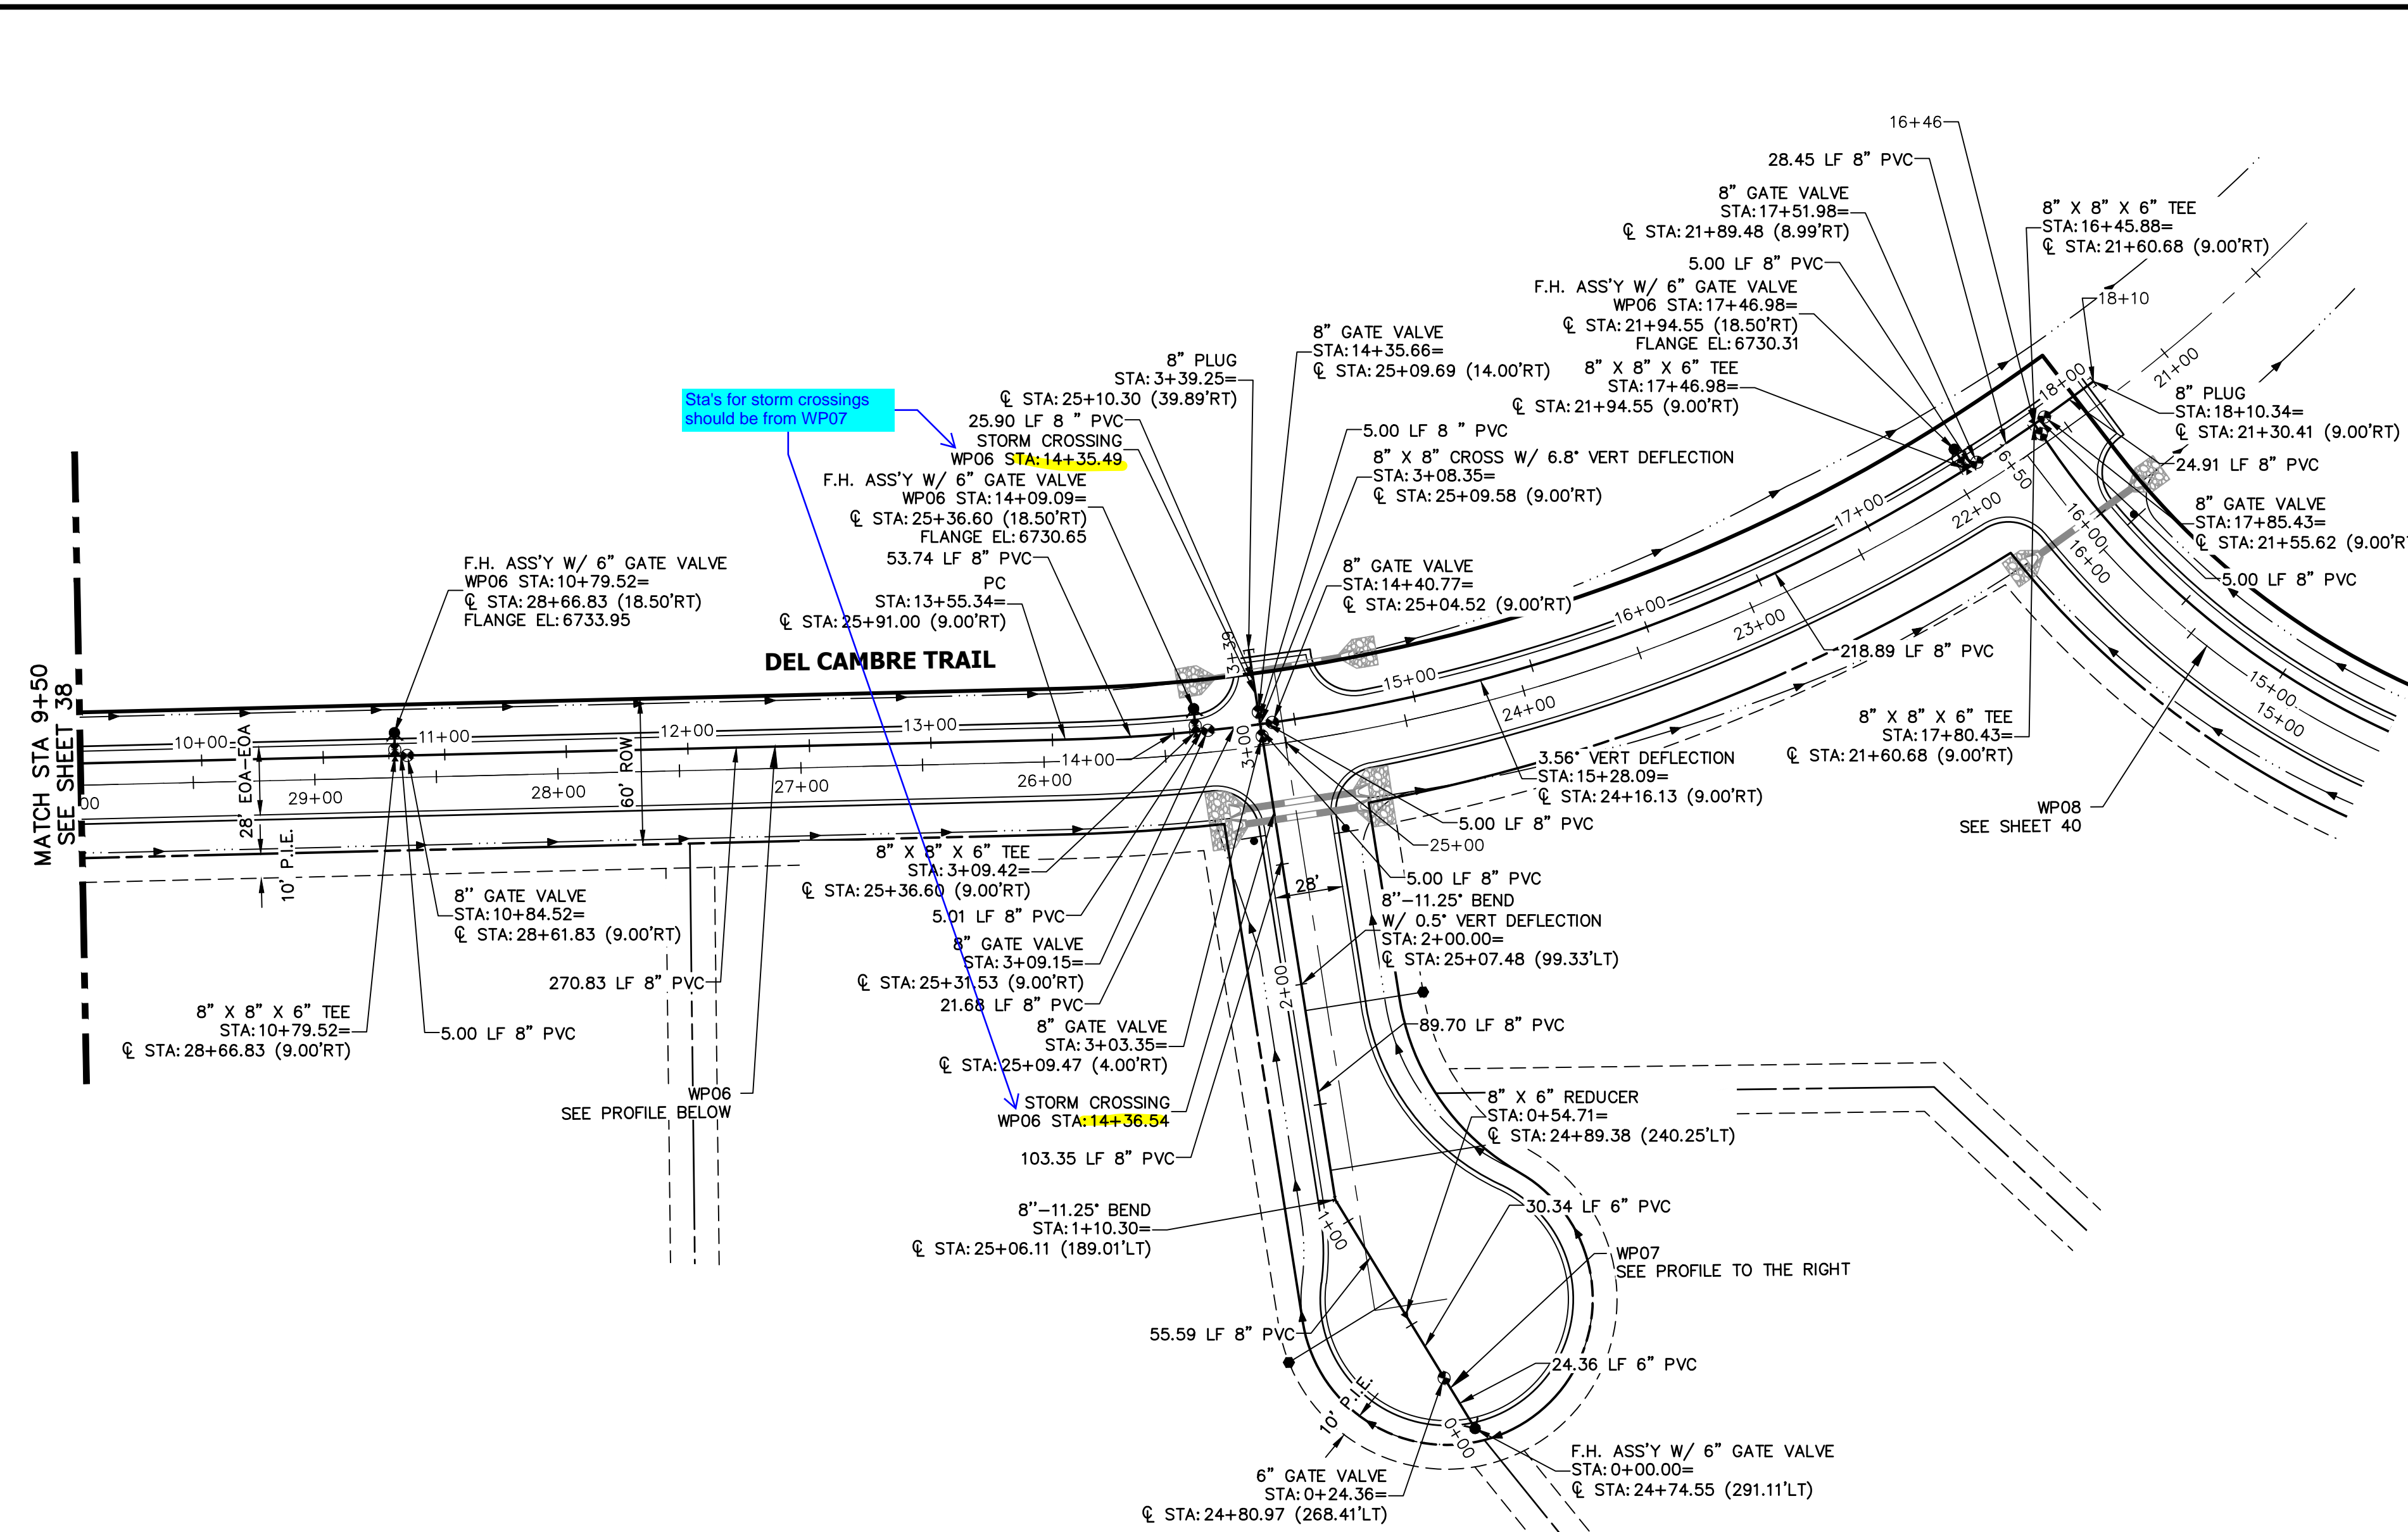 16+46
28.45 LF 8" PVC
8" GATE VALVE
STA:17+51.98=
℄ STA:21+89.48 (8.99'RT)
8" X 8" X 6" TEE
STA:16+45.88=
℄ STA:21+60.68 (9.00'RT)
5.00 LF 8" PVC
F.H. ASS'Y W/ 6" GATE VALVE
WP06 STA:17+46.98=
℄ STA:21+94.55 (18.50'RT)
FLANGE EL:6730.31
18+10
8" X 8" X 6" TEE
STA:17+46.98=
℄ STA:21+94.55 (9.00'RT)
8" GATE VALVE
STA:14+35.66=
℄ STA:25+09.69 (14.00'RT)
8" PLUG
STA:3+39.25=
℄ STA:25+10.30 (39.89'RT)
21+00
18+00
8" PLUG
STA:18+10.34=
℄ STA:21+30.41 (9.00'RT)
Sta's for storm crossings
should be from WP07
25.90 LF 8 " PVC
STORM CROSSING
WP06 STA:14+35.49
5.00 LF 8 " PVC
8" X 8" CROSS W/ 6.8° VERT DEFLECTION
STA:3+08.35=
℄ STA:25+09.58 (9.00'RT)
24.91 LF 8" PVC
F.H. ASS'Y W/ 6" GATE VALVE
WP06 STA:14+09.09=
℄ STA:25+36.60 (18.50'RT)
FLANGE EL:6730.65
6+50
17+00
22+00
16+00
16+00
8" GATE VALVE
STA:17+85.43=
℄ STA:21+55.62 (9.00'R
53.74 LF 8" PVC
F.H. ASS'Y W/ 6" GATE VALVE
WP06 STA:10+79.52=
℄ STA:28+66.83 (18.50'RT)
FLANGE EL:6733.95
PC
STA:13+55.34=
℄ STA:25+91.00 (9.00'RT)
8" GATE VALVE
STA:14+40.77=
℄ STA:25+04.52 (9.00'RT)
5.00 LF 8" PVC
16+00
23+00
DEL CAMBRE TRAIL
3+39
218.89 LF 8" PVC
MATCH STA 9+50
SEE SHEET 38
15+00
15+00
15+00
24+00
10+00
11+00
12+00
13+00
14+00
3+00
00
29+00
28+00
27+00
26+00
25+00
28' EOA-EOA
60' ROW
10' P.I.E.
8" X 8" X 6" TEE
STA:17+80.43=
℄ STA:21+60.68 (9.00'RT)
3.56° VERT DEFLECTION
STA:15+28.09=
℄ STA:24+16.13 (9.00'RT)
WP08
SEE SHEET 40
5.00 LF 8" PVC
8" X 8" X 6" TEE
STA:3+09.42=
℄ STA:25+36.60 (9.00'RT)
5.00 LF 8" PVC
28'
8" GATE VALVE
STA:10+84.52=
℄ STA:28+61.83 (9.00'RT)
5.01 LF 8" PVC
8"-11.25° BEND
W/ 0.5° VERT DEFLECTION
STA:2+00.00=
℄ STA:25+07.48 (99.33'LT)
8" GATE VALVE
STA:3+09.15=
℄ STA:25+31.53 (9.00'RT)
270.83 LF 8" PVC
2+00
21.68 LF 8" PVC
8" X 8" X 6" TEE
STA:10+79.52=
℄ STA:28+66.83 (9.00'RT)
5.00 LF 8" PVC
8" GATE VALVE
STA:3+03.35=
℄ STA:25+09.47 (4.00'RT)
89.70 LF 8" PVC
WP06
SEE PROFILE BELOW
STORM CROSSING
WP06 STA:14+36.54
8" X 6" REDUCER
STA:0+54.71=
℄ STA:24+89.38 (240.25'LT)
103.35 LF 8" PVC
8"-11.25° BEND
STA:1+10.30=
℄ STA:25+06.11 (189.01'LT)
30.34 LF 6" PVC
1+00
WP07
SEE PROFILE TO THE RIGHT
55.59 LF 8" PVC
24.36 LF 6" PVC
10' P.I.E.
0+00
F.H. ASS'Y W/ 6" GATE VALVE
STA:0+00.00=
℄ STA:24+74.55 (291.11'LT)
6" GATE VALVE
STA:0+24.36=
℄ STA:24+80.97 (268.41'LT)